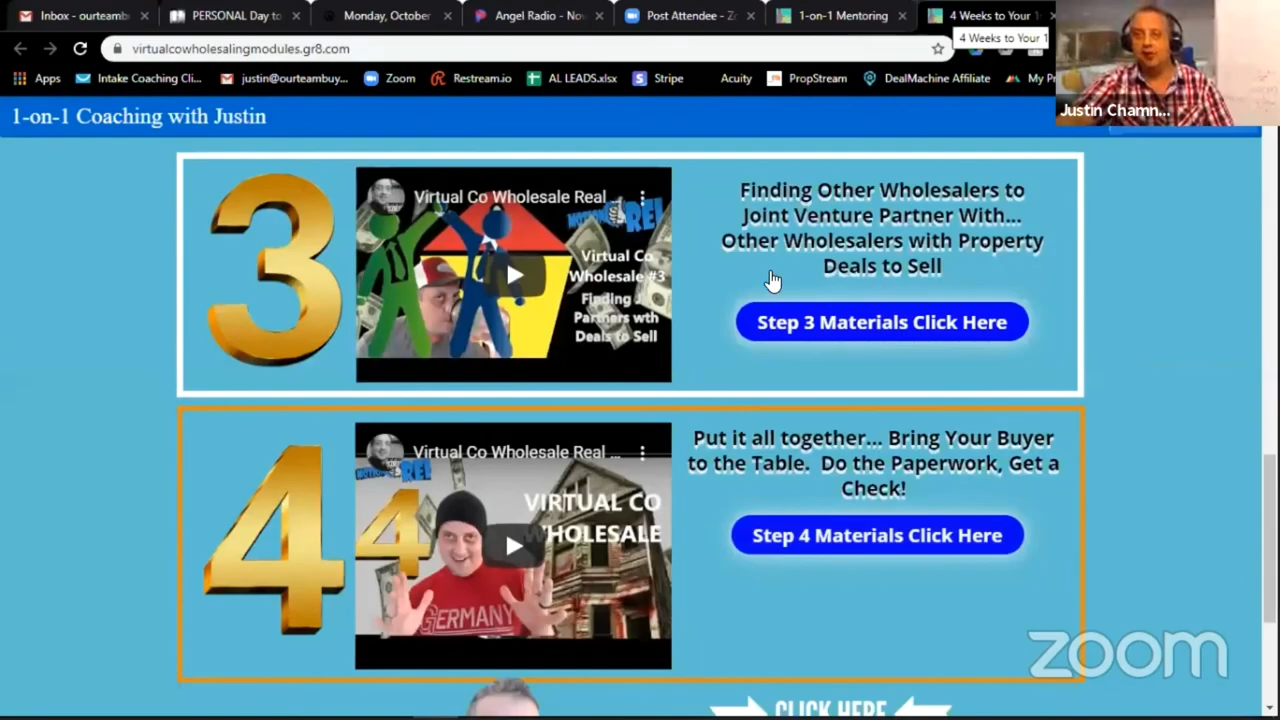 Inbox - ourteamb
PERSONAL Day to
Monday, October
Angel Radio - No
Post Attendee - Z
1-on-1 Mentoring
4 Weeks to Your 1
virtualcowholesalingmodules.gr8.com
4 Weeks to Your 1
Apps
Intake Coaching Cli...
justin@ourteambuy...
Zoom
Restream.io
AL LEADS.xlsx
Stripe
Acuity
PropStream
DealMachine Affiliate
My Pr
Justin Chamn...
1-on-1 Coaching with Justin
3
Virtual Co Wholesale Real ...
Virtual Co
Wholesale #3
Finding J
Partners wth
Deals to Sell
Finding Other Wholesalers to
Joint Venture Partner With...
Other Wholesalers with Property
Deals to Sell
Step 3 Materials Click Here
4
Virtual Co Wholesale Real ...
4
VIRTUAL CO
WHOLESALE
GERMANY
Put it all together... Bring Your Buyer
to the Table. Do the Paperwork, Get a
Check!
Step 4 Materials Click Here
zoom
CLICK HERE